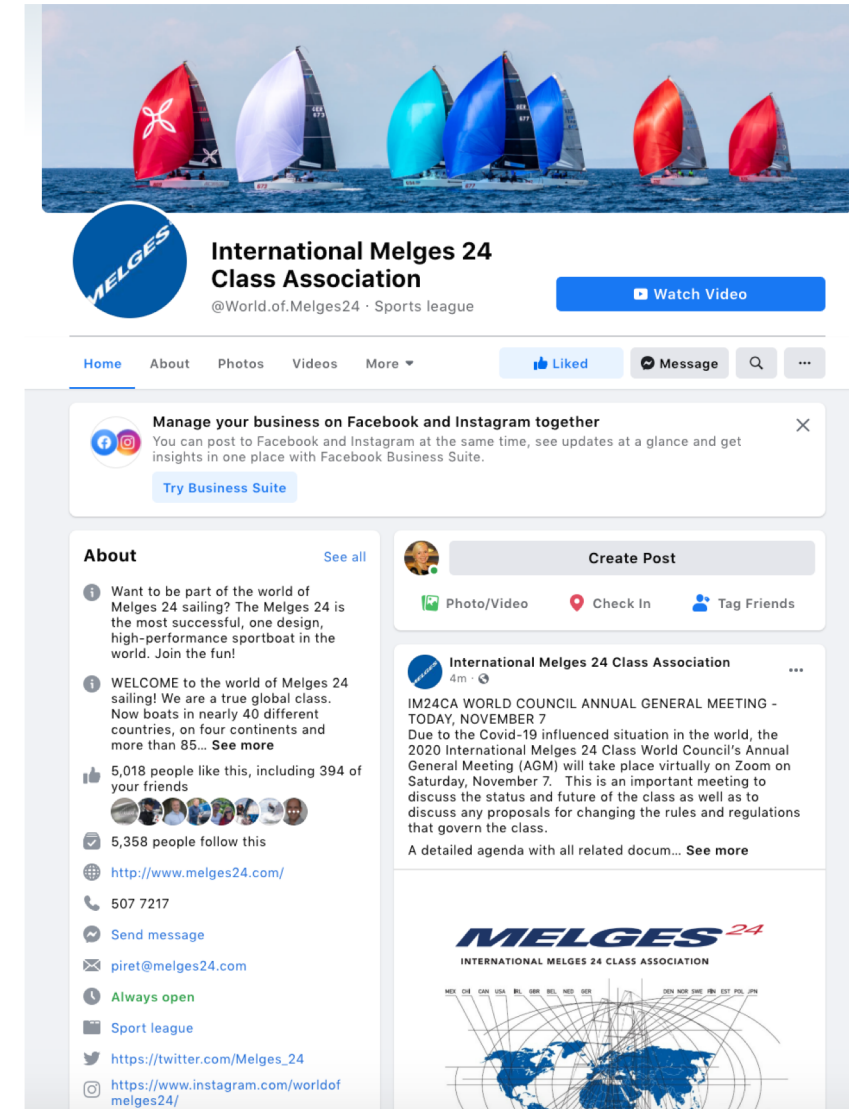 GER
673
GER
677
673
677
MELGES
International Melges 24
Class Association
@World.of.Melges24 · Sports league
Watch Video
Home About Photos Videos More
Liked Message ...
Manage your business on Facebook and Instagram together
You can post to Facebook and Instagram at the same time, see updates at a glance and get
insights in one place with Facebook Business Suite.
Try Business Suite
About See all
Want to be part of the world of
Melges 24 sailing? The Melges 24 is
the most successful, one design,
high-performance sportboat in the
world. Join the fun!
WELCOME to the world of Melges 24
sailing! We are a true global class.
Now boats in nearly 40 different
countries, on four continents and
more than 85... See more
5,018 people like this, including 394 of
your friends
5,358 people follow this
http://www.melges24.com/
507 7217
Send message
piret@melges24.com
Always open
Sport league
https://twitter.com/Melges_24
https://www.instagram.com/worldof
melges24/
Create Post
Photo/Video Check In Tag Friends
MELGES
International Melges 24 Class Association
4m ·
...
IM24CA WORLD COUNCIL ANNUAL GENERAL MEETING -
TODAY, NOVEMBER 7
Due to the Covid-19 influenced situation in the world, the
2020 International Melges 24 Class World Council's Annual
General Meeting (AGM) will take place virtually on Zoom on
Saturday, November 7. This is an important meeting to
discuss the status and future of the class as well as to
discuss any proposals for changing the rules and regulations
that govern the class.
A detailed agenda with all related docum... See more
MELGES 24
INTERNATIONAL MELGES 24 CLASS ASSOCIATION
MEX CHI CAN USA IRL GBR BEL NED GER DEN NOR SWE FIN EST POL JPN